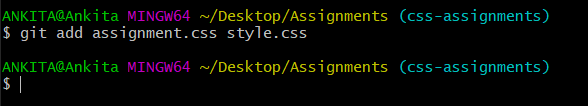 ANKITA@Ankita MINGW64 ~/Desktop/Assignments (css-assignments)
$ git add assignment.css style.css
ANKITA@Ankita MINGW64 ~/Desktop/Assignments (css-assignments)
$